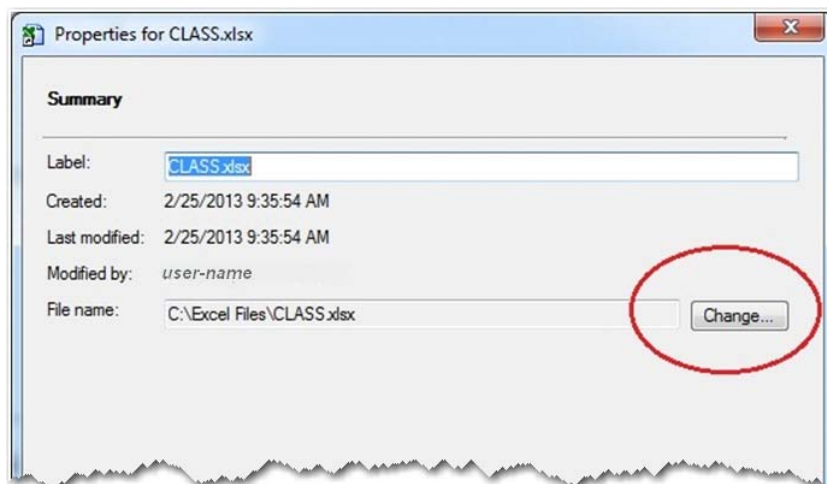 Properties for CLASS.xlsx
Summary
Label: CLASS.xlsx
Created: 2/25/2013 9:35:54 AM
Last modified: 2/25/2013 9:35:54 AM
Modified by: user-name
File name: C:\Excel Files\CLASS.xlsx Change...